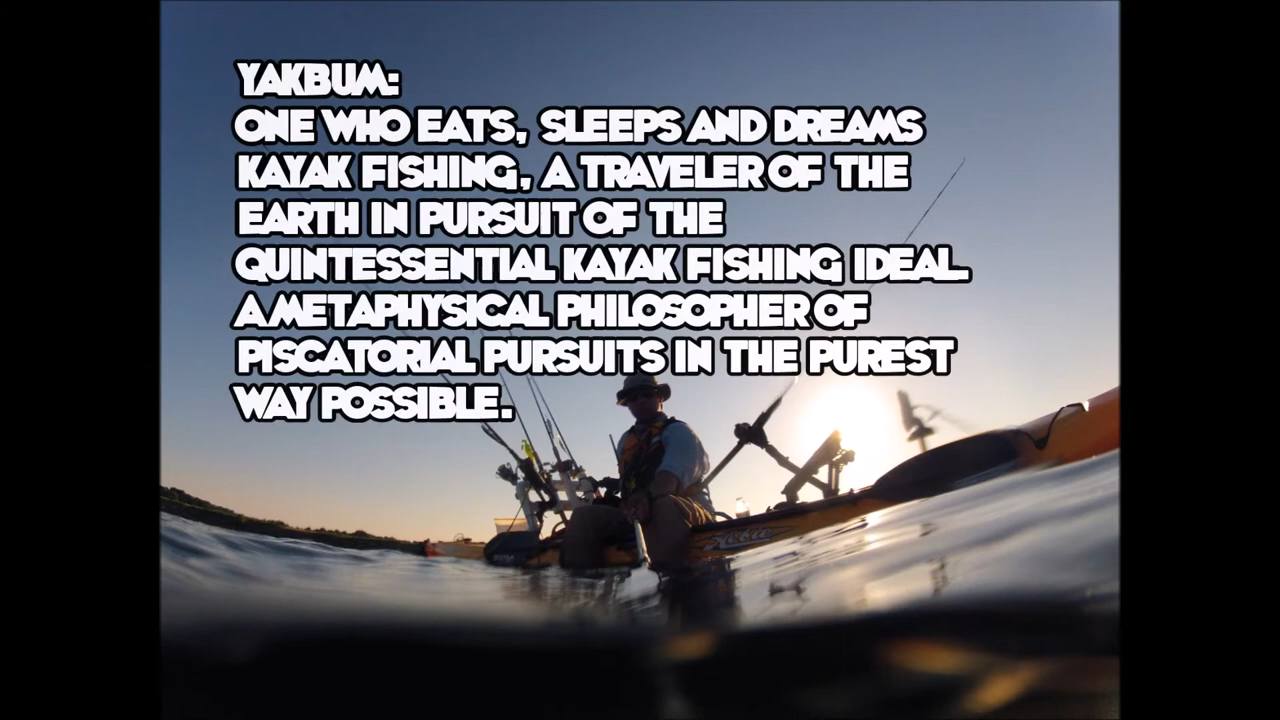 YAKBUM:
ONE WHO EATS, SLEEPS AND DREAMS
KAYAK FISHING, A TRAVELER OF THE
EARTH IN PURSUIT OF THE
QUINTESSENTIAL KAYAK FISHING IDEAL.
A METAPHYSICAL PHILOSOPHER OF
PISCATORIAL PURSUITS IN THE PUREST
WAY POSSIBLE.
Hobie